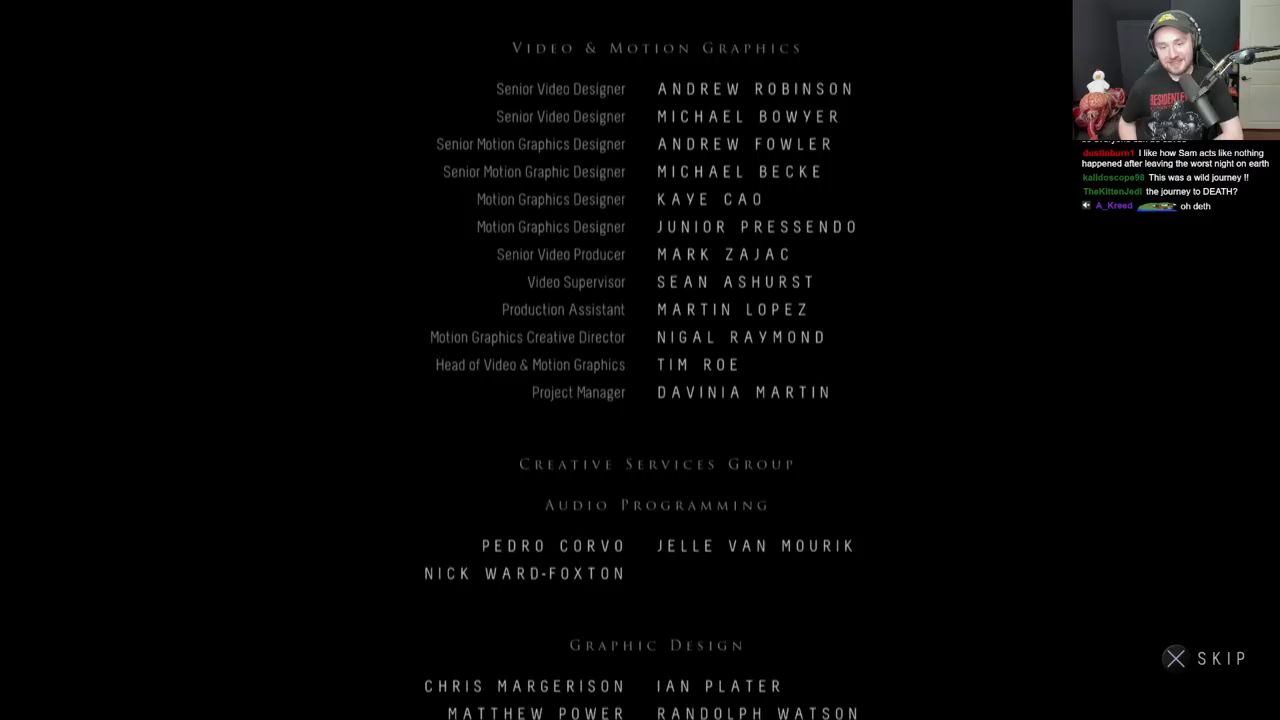 VIDEO & MOTION GRAPHICS
Senior Video Designer ANDREW ROBINSON
Senior Video Designer MICHAEL BOWYER
Senior Motion Graphics Designer ANDREW FOWLER
Senior Motion Graphic Designer MICHAEL BECKE
Motion Graphics Designer KAYE CAO
Motion Graphics Designer JUNIOR PRESSENDO
Senior Video Producer MARK ZAJAC
Video Supervisor SEAN ASHURST
Production Assistant MARTIN LOPEZ
Motion Graphics Creative Director NIGAL RAYMOND
Head of Video & Motion Graphics TIM ROE
Project Manager DAVINIA MARTIN
CREATIVE SERVICES GROUP
AUDIO PROGRAMMING
PEDRO CORVO JELLE VAN MOURIK
NICK WARD-FOXTON
GRAPHIC DESIGN
CHRIS MARGERISON IAN PLATER
MATTHEW POWER RANDOLPH WATSON
SKIP
RESIDENT
dustinburn1 I like how Sam acts like nothing
happened after leaving the worst night on earth
kalidoscope98 This was a wild journey !!
TheKittenJedi the journey to DEATH?
A_Kreed oh deth